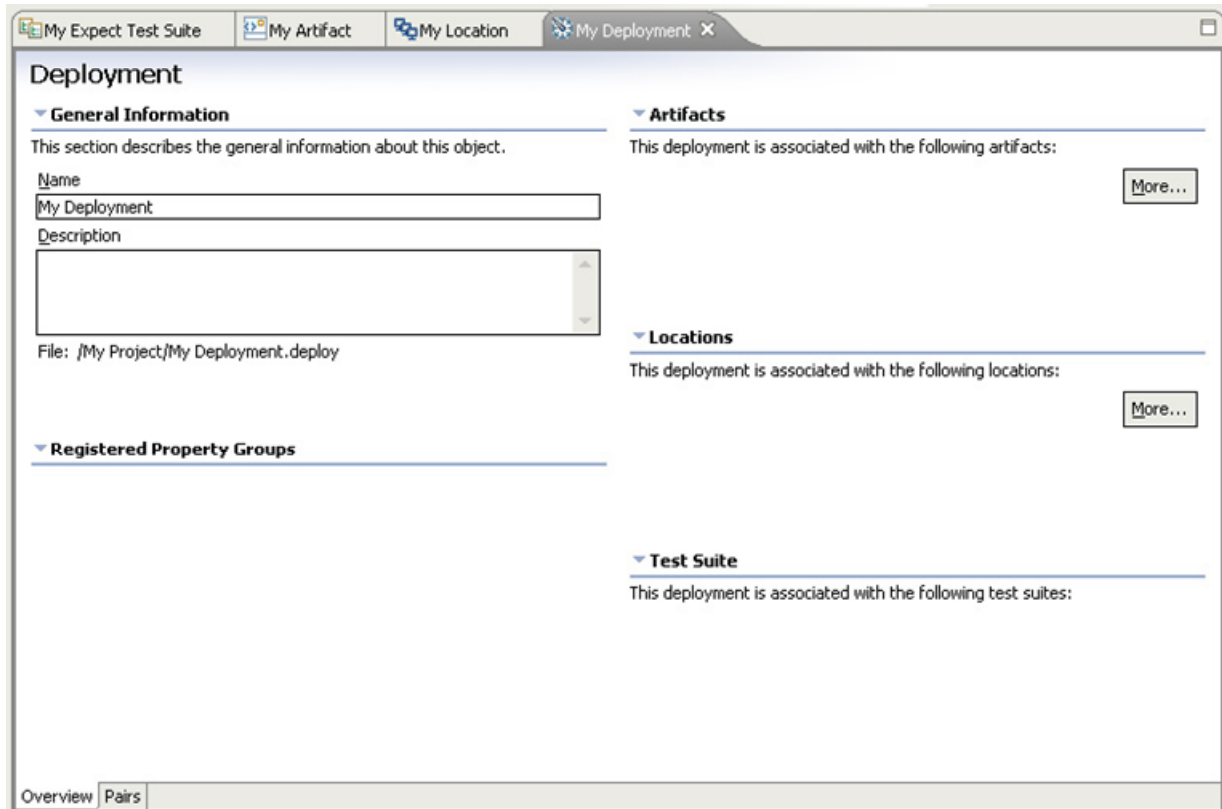 My Expect Test Suite
My Artifact
My Location
My Deployment
Deployment
General Information
This section describes the general information about this object.
Name
My Deployment
Description
File: /My Project/My Deployment.deploy
Registered Property Groups
Artifacts
This deployment is associated with the following artifacts:
More...
Locations
This deployment is associated with the following locations:
More...
Test Suite
This deployment is associated with the following test suites:
Overview
Pairs